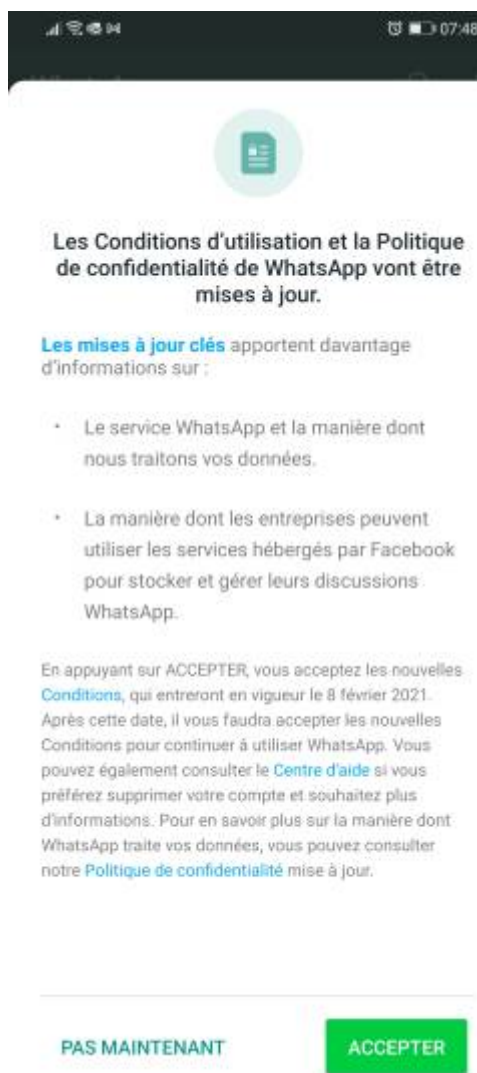 07:48
Les Conditions d'utilisation et la Politique
de confidentialité de WhatsApp vont être
mises à jour.
Les mises à jour clés apportent davantage
d'informations sur :
• Le service WhatsApp et la manière dont
nous traitons vos données.
• La manière dont les entreprises peuvent
utiliser les services hébergés par Facebook
pour stocker et gérer leurs discussions
WhatsApp.
En appuyant sur ACCEPTER, vous acceptez les nouvelles
Conditions, qui entreront en vigueur le 8 février 2021.
Après cette date, il vous faudra accepter les nouvelles
Conditions pour continuer à utiliser WhatsApp. Vous
pouvez également consulter le Centre d'aide si vous
préférez supprimer votre compte et souhaitez plus
d'informations. Pour en savoir plus sur la manière dont
WhatsApp traite vos données, vous pouvez consulter
notre Politique de confidentialité mise à jour.
PAS MAINTENANT
ACCEPTER